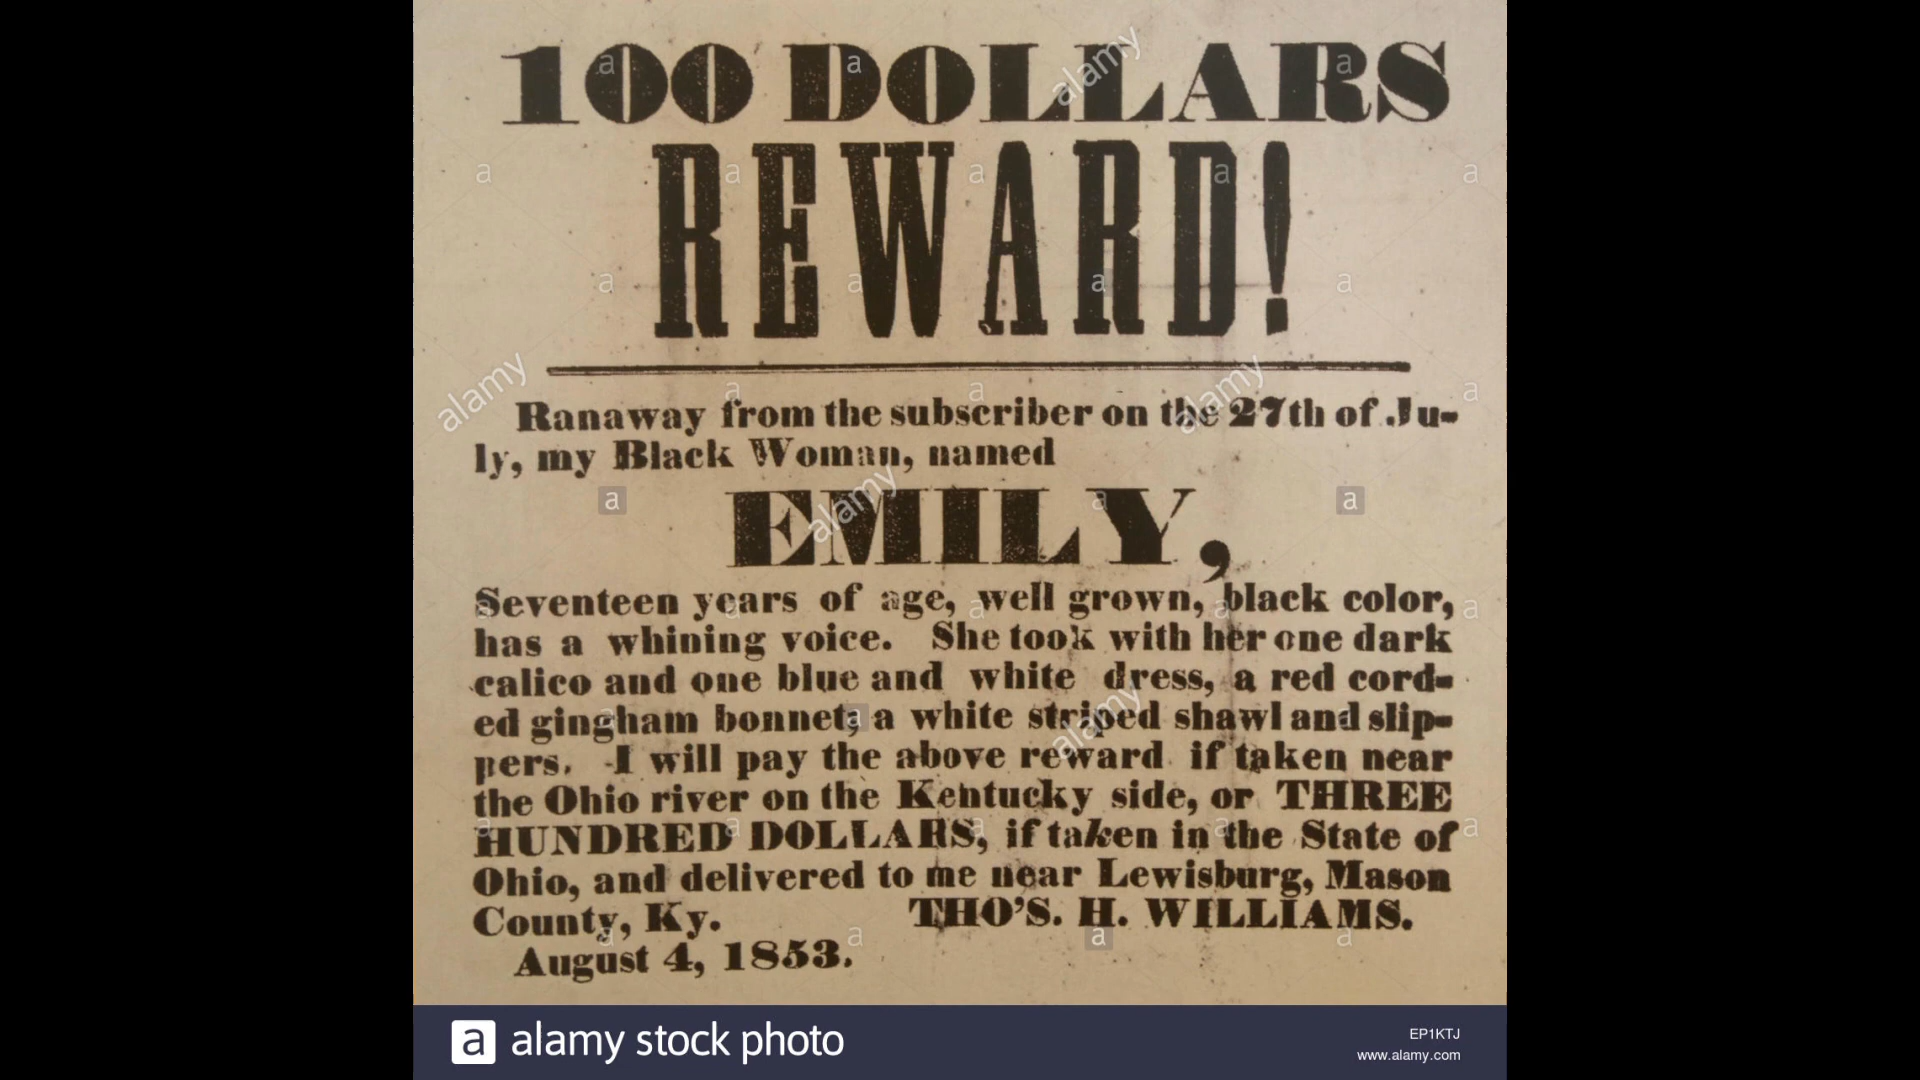 100 DOLLARS
REWARD!
Ranaway from the subscriber on the 27th of Ju-
ly, my Black Woman, named
EMILY,
Seventeen years of age, well grown, black color,
has a whining voice. She took with her one dark
calico and one blue and white dress, a red cord-
ed gingham bonnet; a white striped shawl and slip-
pers. I will pay the above reward if taken near
the Ohio river on the Kentucky side, or THREE
HUNDRED DOLLARS, if taken in the State of
Ohio, and delivered to me near Lewisburg, Mason
County, Ky. THO'S. H. WILLIAMS.
August 4, 1853.
a alamy stock photo
EP1KTJ
www.alamy.com